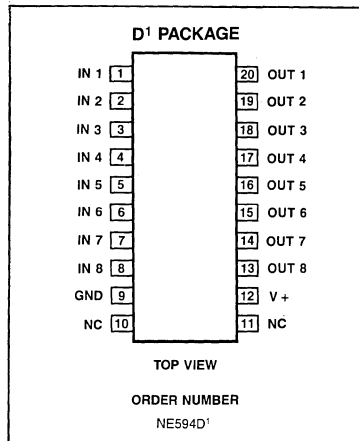 D¹ PACKAGE
IN 1 1 20 OUT 1
IN 2 2 19 OUT 2
IN 3 3 18 OUT 3
IN 4 4 17 OUT 4
IN 5 5 16 OUT 5
IN 6 6 15 OUT 6
IN 7 7 14 OUT 7
IN 8 8 13 OUT 8
GND 9 12 V +
NC 10 11 NC
TOP VIEW
ORDER NUMBER
NE594D¹